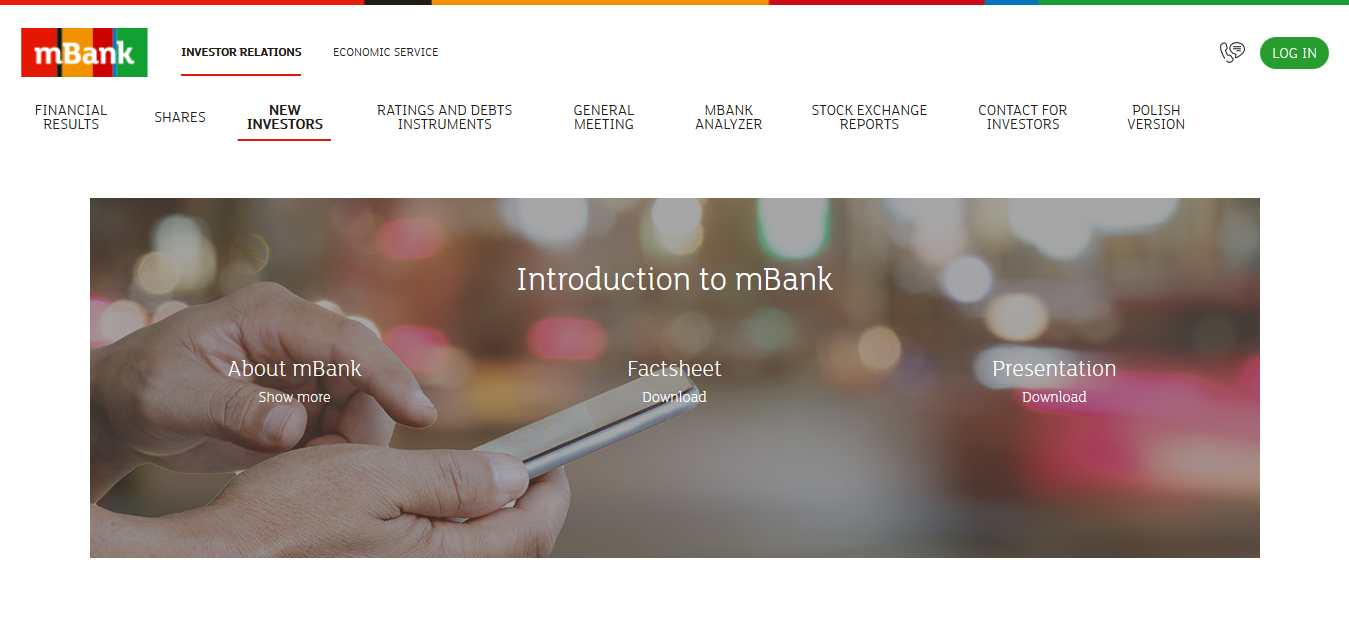 mBank
INVESTOR RELATIONS
ECONOMIC SERVICE
LOG IN
FINANCIAL
RESULTS
SHARES
NEW
INVESTORS
RATINGS AND DEBTS
INSTRUMENTS
GENERAL
MEETING
MBANK
ANALYZER
STOCK EXCHANGE
REPORTS
CONTACT FOR
INVESTORS
POLISH
VERSION
Introduction to mBank
About mBank
Show more
Factsheet
Download
Presentation
Download